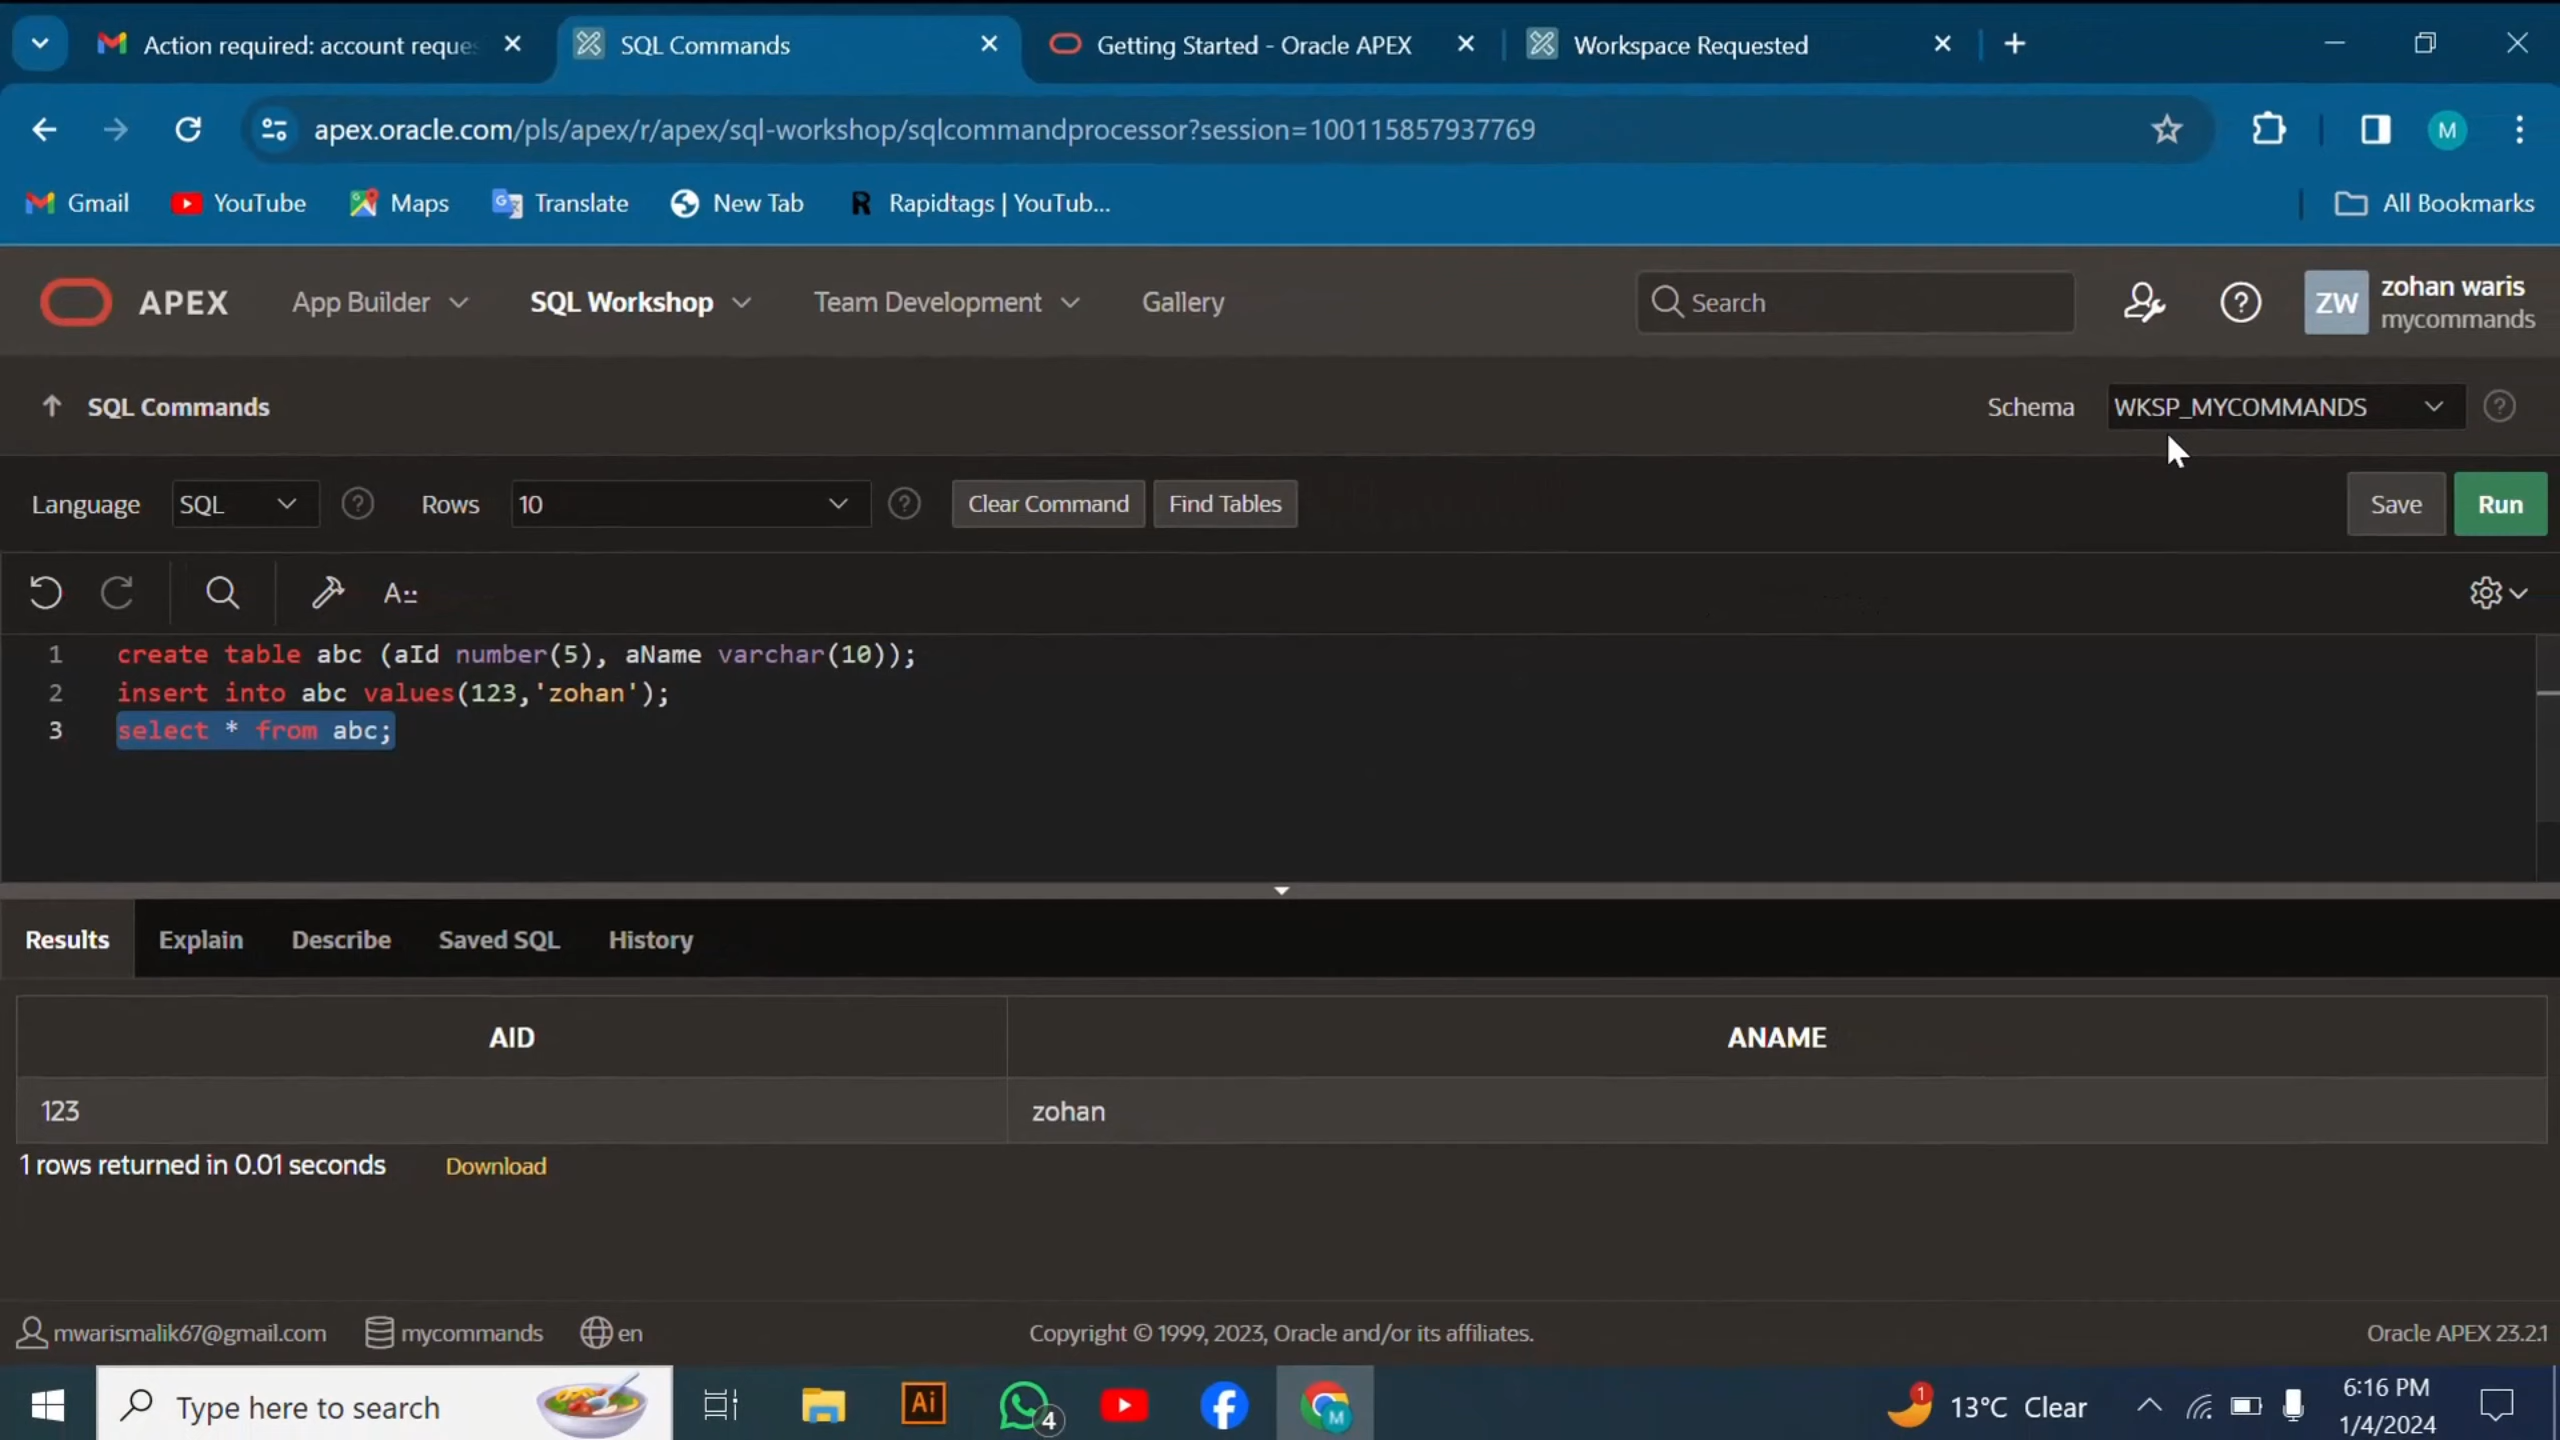 Action required: account reques
SQL Commands
Getting Started - Oracle APEX
Workspace Requested
apex.oracle.com/pls/apex/r/apex/sql-workshop/sqlcommandprocessor?session=100115857937769
M
Gmail
YouTube
Maps
Translate
New Tab
R Rapidtags | YouTub...
All Bookmarks
APEX
App Builder
SQL Workshop
Team Development
Gallery
Search
ZW
zohan waris
mycommands
SQL Commands
Schema
WKSP_MYCOMMANDS
Language
SQL
Rows
10
Clear Command
Find Tables
Save
Run
A::
1 create table abc (aId number(5), aName varchar(10));
2 insert into abc values(123,'zohan');
3 select * from abc;
Results
Explain
Describe
Saved SQL
History
AID
ANAME
123
zohan
1 rows returned in 0.01 seconds
Download
mwarismalik67@gmail.com
mycommands
en
Copyright © 1999, 2023, Oracle and/or its affiliates.
Oracle APEX 23.2.1
Type here to search
Ai
4
M
1
13°C Clear
6:16 PM
1/4/2024